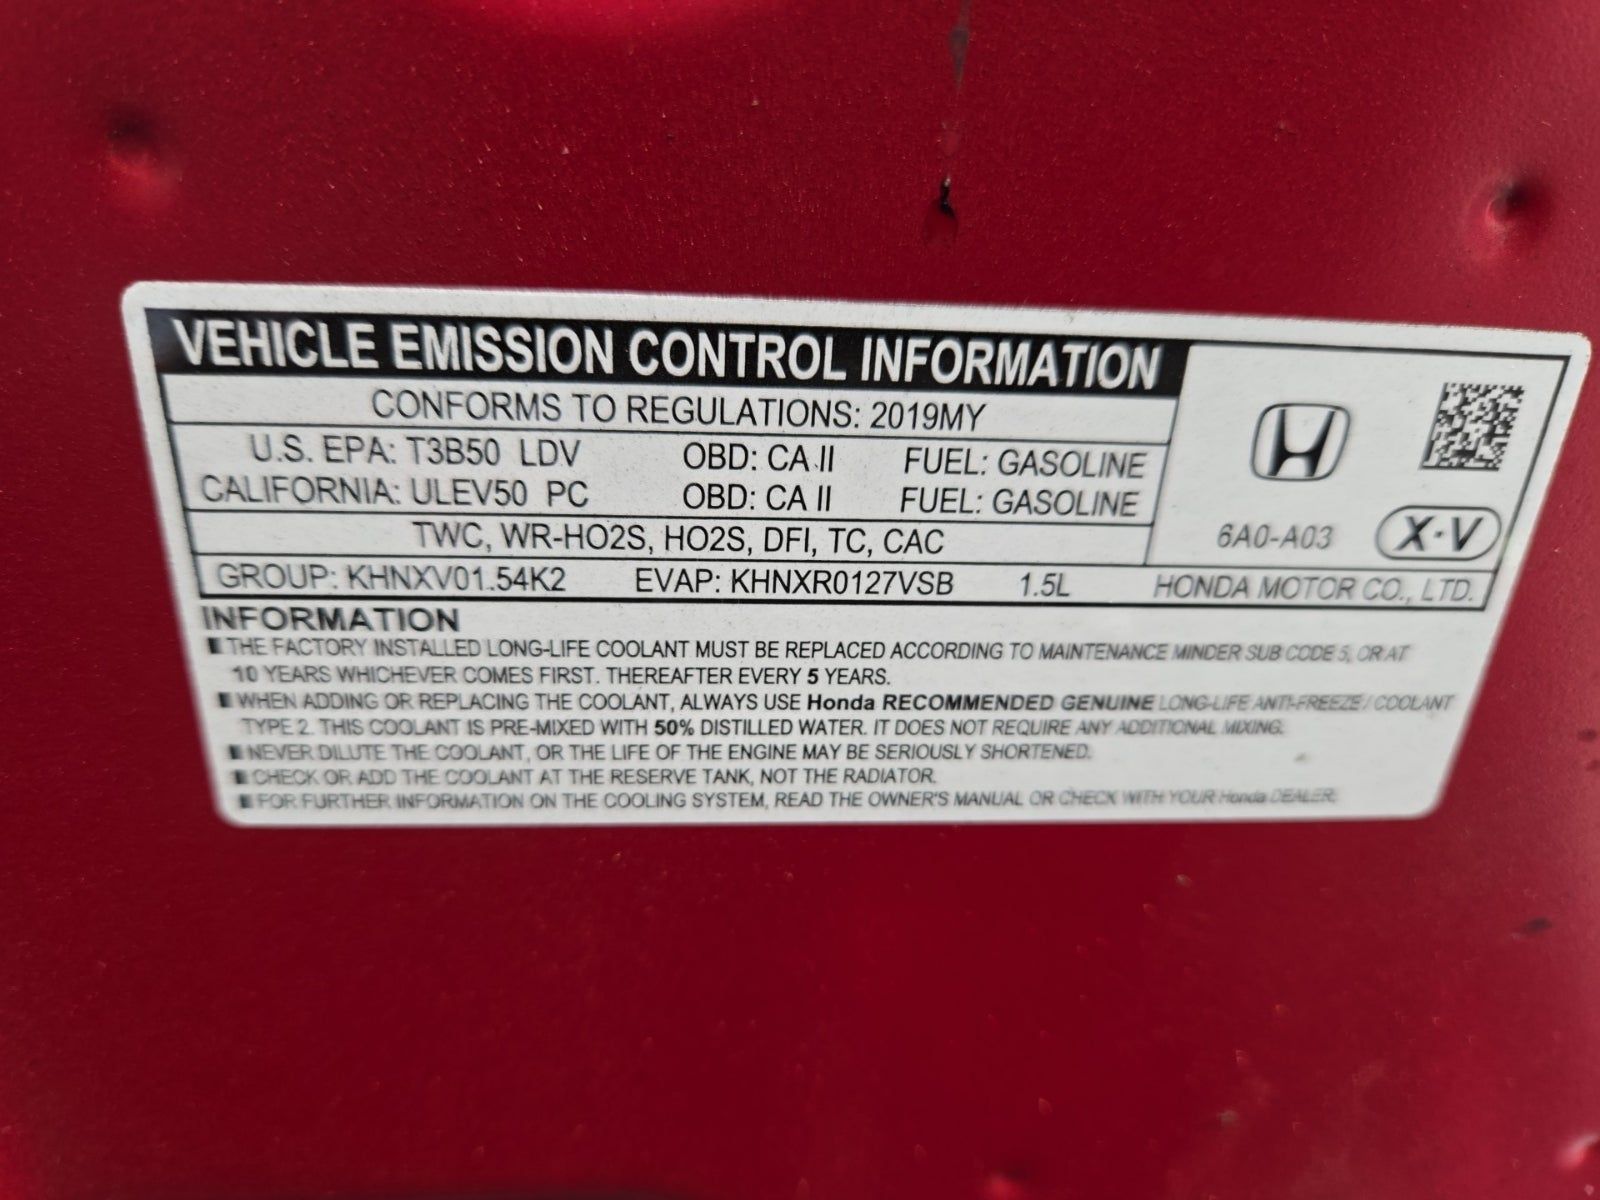 VEHICLE EMISSION CONTROL INFORMATION
CONFORMS TO REGULATIONS: 2019MY
U.S. EPA: T3B50 LDV OBD: CA II FUEL: GASOLINE
CALIFORNIA: ULEV50 PC OBD: CA II FUEL: GASOLINE
TWC, WR-HO2S, HO2S, DFI, TC, CAC
6A0-A03 X·V
GROUP: KHNXV01.54K2 EVAP: KHNXR0127VSB 1.5L HONDA MOTOR CO., LTD.
INFORMATION
■ THE FACTORY INSTALLED LONG-LIFE COOLANT MUST BE REPLACED ACCORDING TO MAINTENANCE MINDER SUB CODE 5, OR AT
10 YEARS WHICHEVER COMES FIRST. THEREAFTER EVERY 5 YEARS.
■ WHEN ADDING OR REPLACING THE COOLANT, ALWAYS USE Honda RECOMMENDED GENUINE LONG-LIFE ANTI-FREEZE / COOLANT
TYPE 2. THIS COOLANT IS PRE-MIXED WITH 50% DISTILLED WATER. IT DOES NOT REQUIRE ANY ADDITIONAL MIXING.
■ NEVER DILUTE THE COOLANT, OR THE LIFE OF THE ENGINE MAY BE SERIOUSLY SHORTENED.
■ CHECK OR ADD THE COOLANT AT THE RESERVE TANK, NOT THE RADIATOR.
■ FOR FURTHER INFORMATION ON THE COOLING SYSTEM, READ THE OWNER'S MANUAL OR CHECK WITH YOUR Honda DEALER.